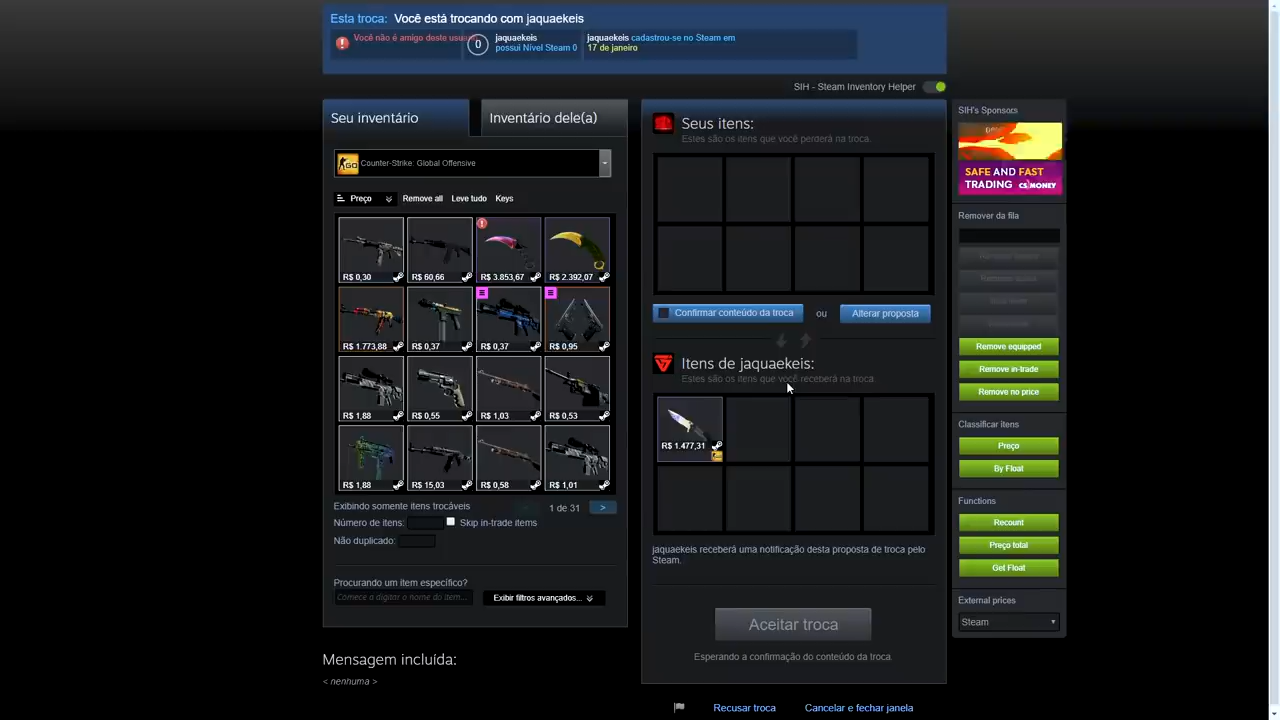 Esta troca: Você está trocando com jaquaekeis
Você não é amigo deste
0
jaquaekeis
possui Nível Steam 0
jaquaekeis cadastrou-se no Steam em
17 de janeiro
SIH - Steam Inventory Helper
Seu inventário
Inventário dele(a)
Counter-Strike: Global Offensive
Preço
Remove all
Leve tudo
Keys
R$ 0,30
R$ 60,66
R$ 3.853,67
R$ 2.392,07
R$ 1.773,88
R$ 0,37
R$ 0,37
R$ 0,95
R$ 1,88
R$ 0,55
R$ 1,03
R$ 0,53
R$ 1,88
R$ 15,03
R$ 0,58
R$ 1,01
Exibindo somente itens trocáveis
1 de 31
>
Número de itens:
Skip in-trade items
Não duplicado:
Procurando um item específico?
Comece a digitar o nome do item...
Exibir filtros avançados...
Mensagem incluída:
< nenhuma >
Seus itens:
Estes são os itens que você perderá na troca.
Confirmar conteúdo da troca
ou
Alterar proposta
Itens de jaquaekeis:
Estes são os itens que você receberá na troca.
R$ 1.477,31
jaquaekeis receberá uma notificação desta proposta de troca pelo
Steam.
Aceitar troca
Esperando a confirmação do conteúdo da troca.
Recusar troca
Cancelar e fechar janela
SIH's Sponsors
SAFE AND FAST
TRADING CS.MONEY
Remover da fila
Remove equipped
Remove in-trade
Remove no price
Classificar itens
Preço
By Float
Functions
Recount
Preço total
Get Float
External prices
Steam